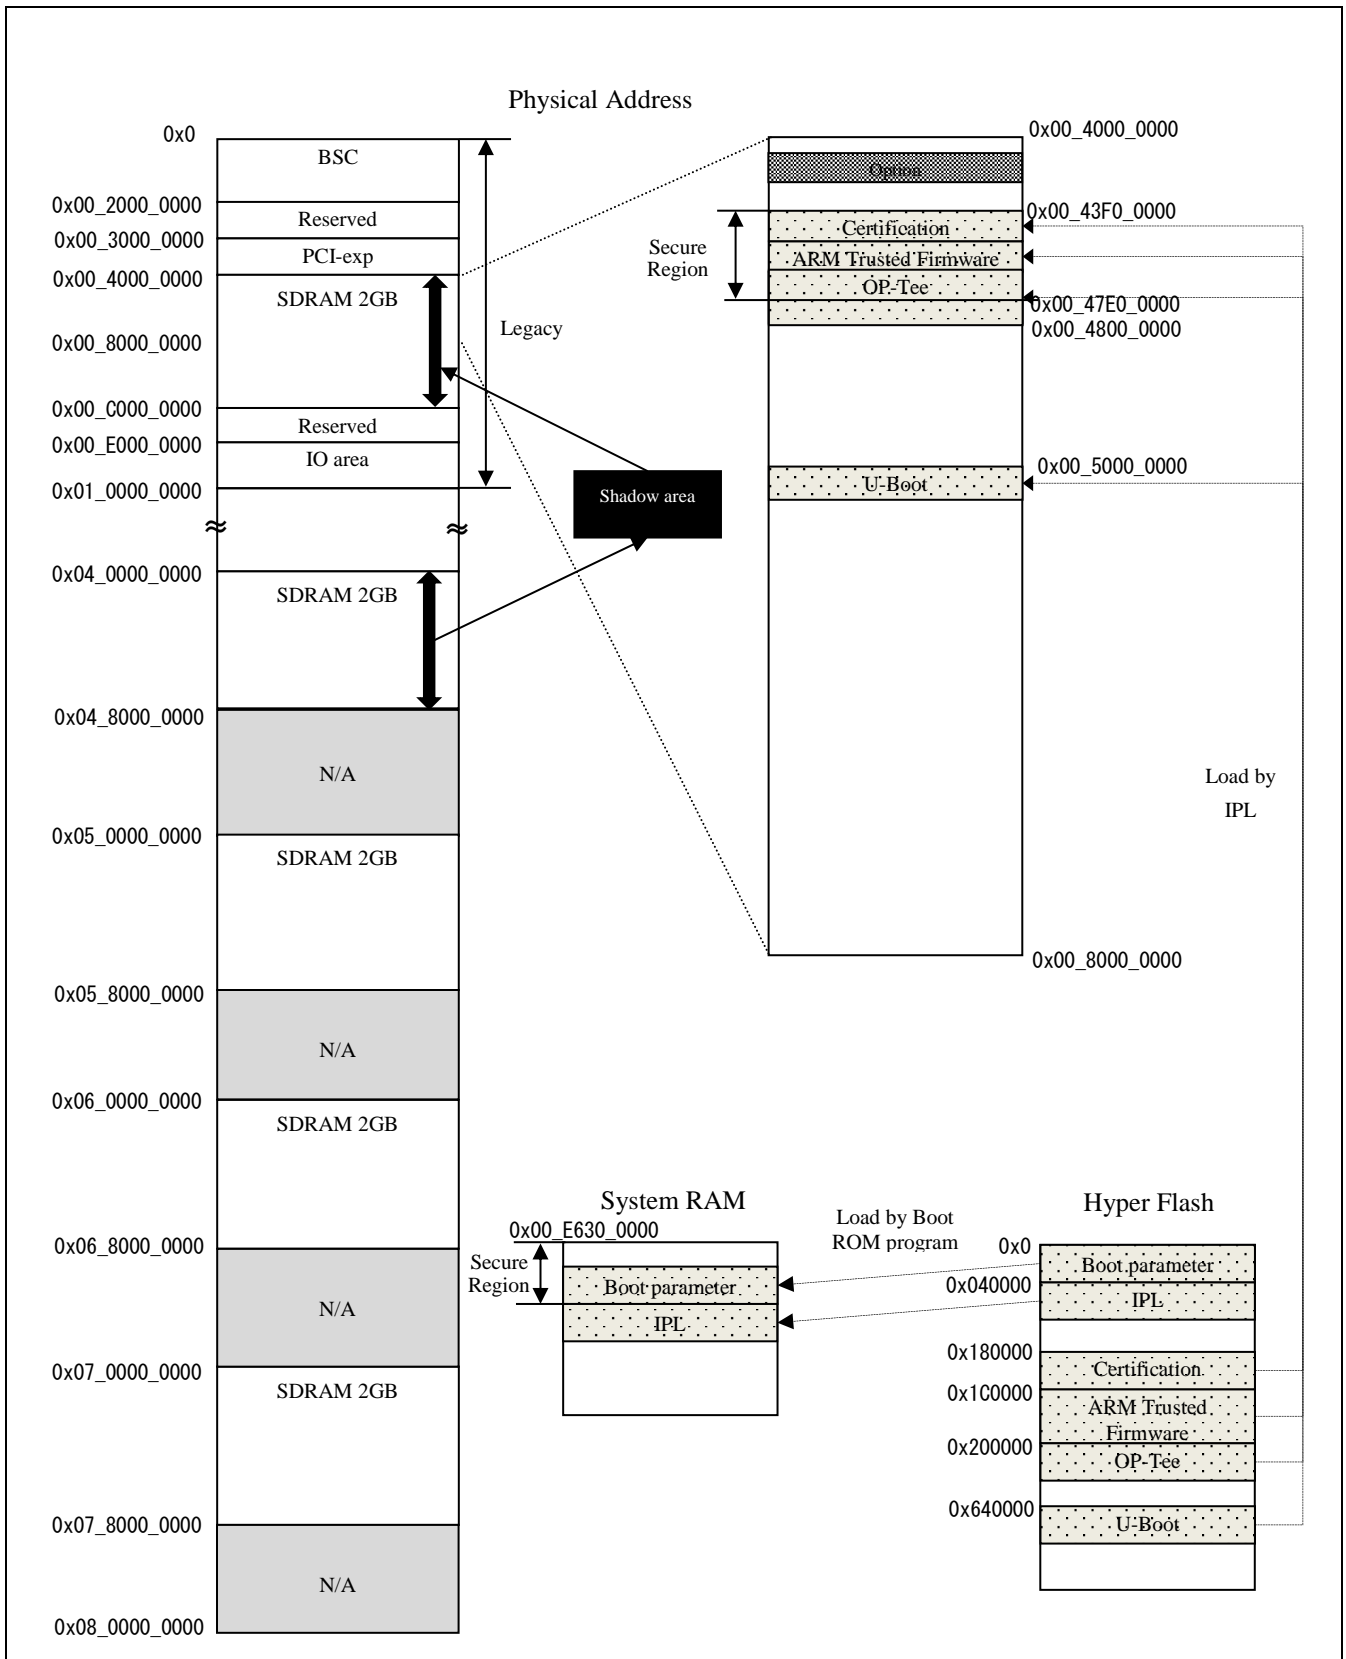 Physical Address
0x0
BSC
0x00_2000_0000
Reserved
0x00_3000_0000
PCI-exp
0x00_4000_0000
SDRAM 2GB
0x00_8000_0000
0x00_C000_0000
Reserved
0x00_E000_0000
IO area
0x01_0000_0000
Legacy
Shadow area
0x04_0000_0000
SDRAM 2GB
0x04_8000_0000
N/A
0x05_0000_0000
SDRAM 2GB
0x05_8000_0000
N/A
0x06_0000_0000
SDRAM 2GB
0x06_8000_0000
N/A
0x07_0000_0000
SDRAM 2GB
0x07_8000_0000
N/A
0x08_0000_0000
0x00_4000_0000
Option
0x00_43F0_0000
Secure
Region
Certification
ARM Trusted Firmware
OP-Tee
0x00_47E0_0000
0x00_4800_0000
0x00_5000_0000
U-Boot
0x00_8000_0000
Load by
IPL
System RAM
0x00_E630_0000
Secure
Region
Boot parameter
IPL
Load by Boot
ROM program
Hyper Flash
0x0
Boot parameter
0x040000
IPL
0x180000
Certification
0x1C0000
ARM Trusted
Firmware
0x200000
OP-Tee
0x640000
U-Boot